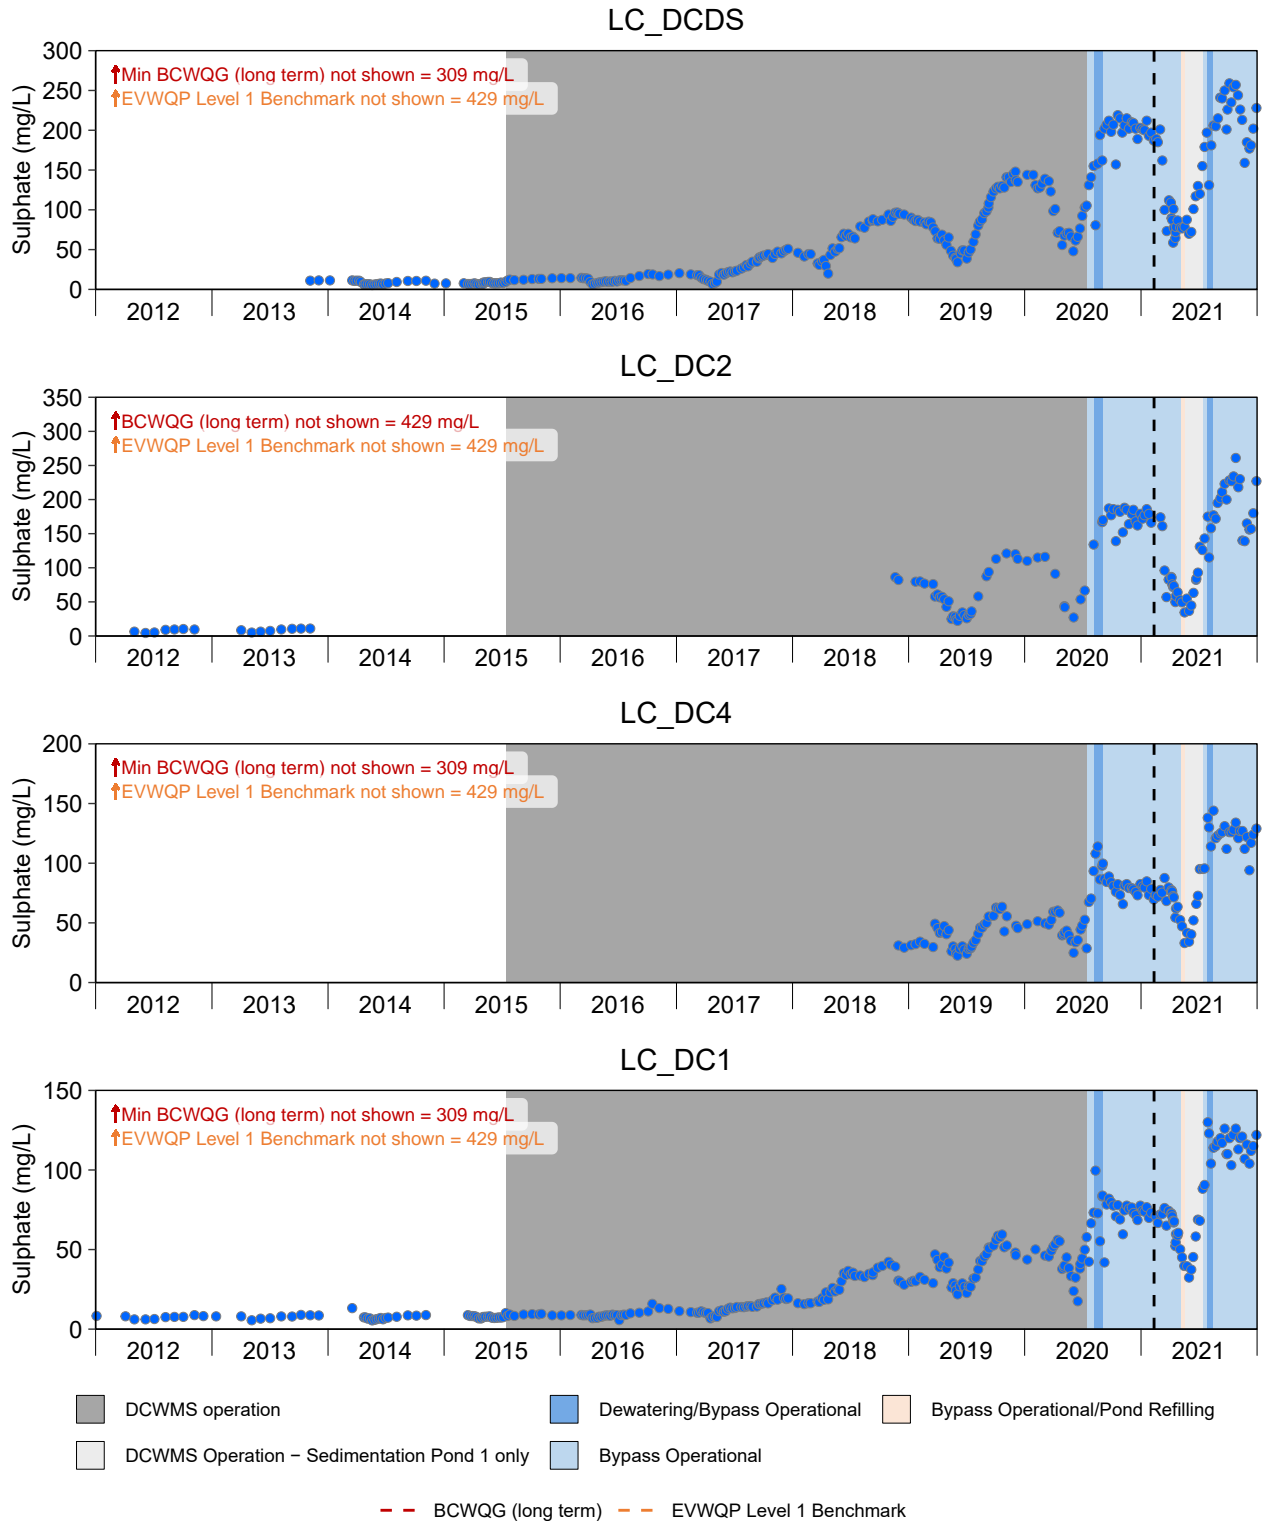 LC_DCDS
Sulphate (mg/L)
300
250
200
150
100
50
0
Min BCWQG (long term) not shown = 309 mg/L
EVWQP Level 1 Benchmark not shown = 429 mg/L
2012 2013 2014 2015 2016 2017 2018 2019 2020 2021
LC_DC2
Sulphate (mg/L)
350
300
250
200
150
100
50
0
BCWQG (long term) not shown = 429 mg/L
EVWQP Level 1 Benchmark not shown = 429 mg/L
2012 2013 2014 2015 2016 2017 2018 2019 2020 2021
LC_DC4
Sulphate (mg/L)
200
150
100
50
0
Min BCWQG (long term) not shown = 309 mg/L
EVWQP Level 1 Benchmark not shown = 429 mg/L
2012 2013 2014 2015 2016 2017 2018 2019 2020 2021
LC_DC1
Sulphate (mg/L)
150
100
50
0
Min BCWQG (long term) not shown = 309 mg/L
EVWQP Level 1 Benchmark not shown = 429 mg/L
2012 2013 2014 2015 2016 2017 2018 2019 2020 2021
DCWMS operation
Dewatering/Bypass Operational
Bypass Operational/Pond Refilling
DCWMS Operation − Sedimentation Pond 1 only
Bypass Operational
BCWQG (long term)
EVWQP Level 1 Benchmark